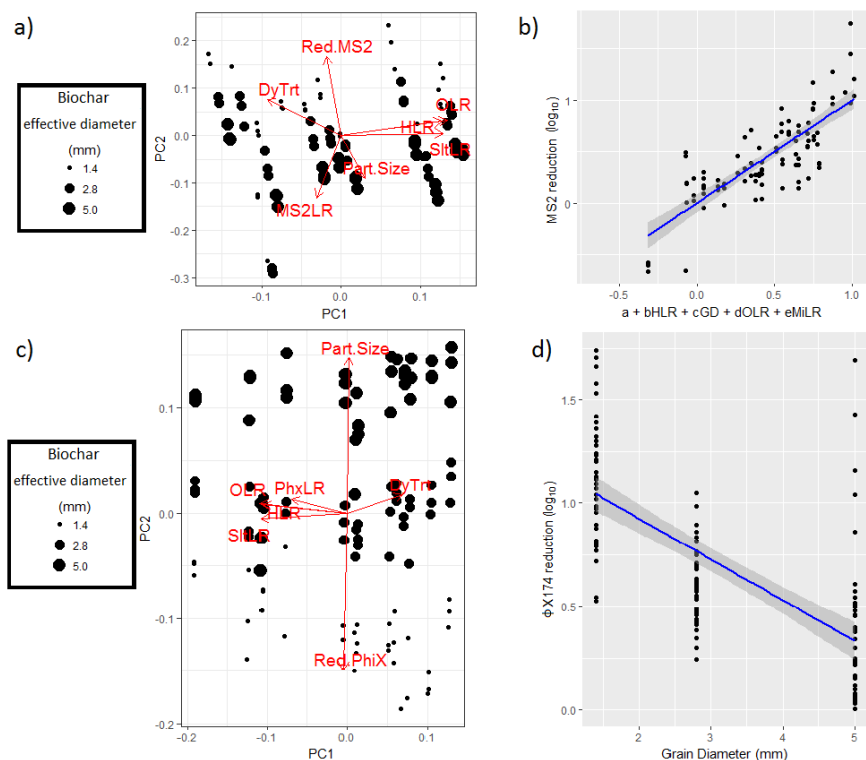 a)
Biochar
effective diameter
(mm)
1.4
2.8
5.0
PC2
0.2
0.1
0.0
-0.1
-0.2
-0.3
Red.MS2
DyTrt
OLR
HLR
SltLR
Part.Size
MS2LR
-0.1
0.0
0.1
PC1
b)
MS2 reduction (log10)
1
0
-0.5
0.0
0.5
1.0
a + bHLR + cGD + dOLR + eMiLR
c)
Biochar
effective diameter
(mm)
1.4
2.8
5.0
PC2
0.1
0.0
-0.1
-0.2
Part.Size
OLR
PhxLR
DyTrt
HLR
SltLR
Red.PhiX
-0.2
-0.1
0.0
0.1
PC1
d)
ΦX174 reduction (log10)
1.5
1.0
0.5
0.0
2
3
4
5
Grain Diameter (mm)